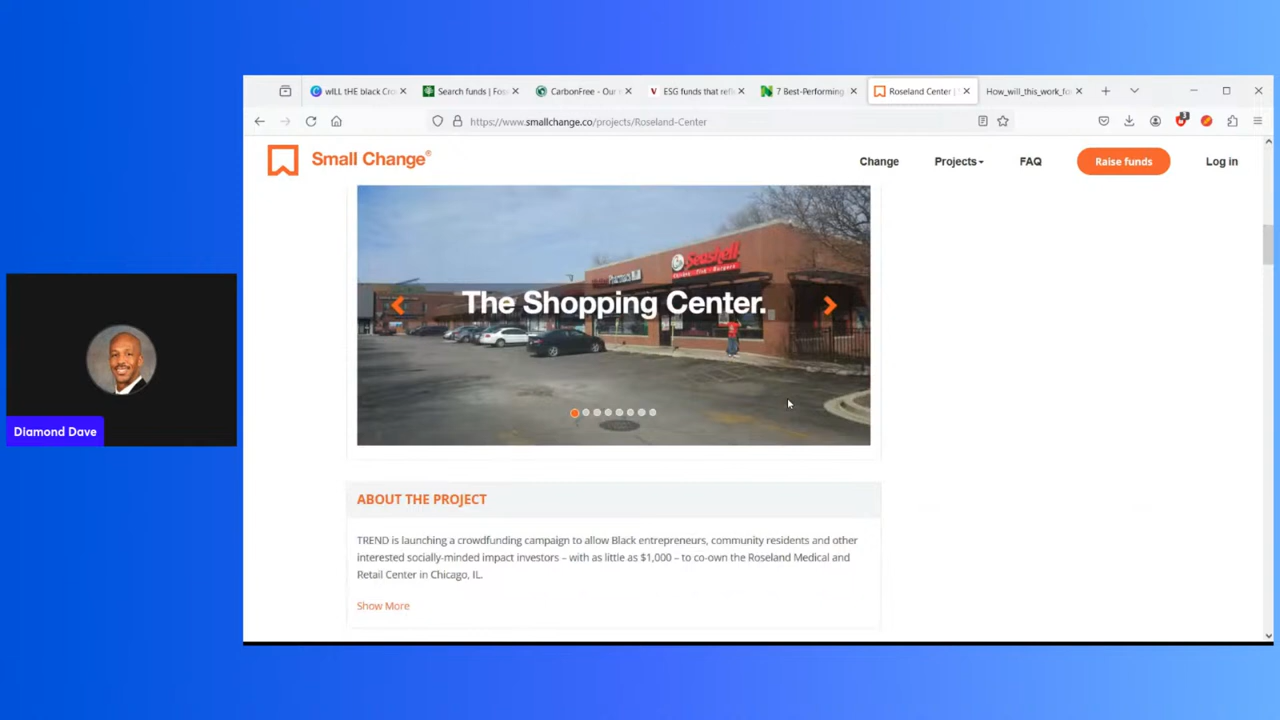 wILL tHE black Cro
Search funds | Fos
CarbonFree - Our
ESG funds that refl
7 Best-Performing
Roseland Center |
How_will_this_work_fo
https://www.smallchange.co/projects/Roseland-Center
Small Change®
Change
Projects
FAQ
Raise funds
Log in
Seashell
The Shopping Center.
Diamond Dave
ABOUT THE PROJECT
TREND is launching a crowdfunding campaign to allow Black entrepreneurs, community residents and other
interested socially-minded impact investors – with as little as $1,000 – to co-own the Roseland Medical and
Retail Center in Chicago, IL.
Show More